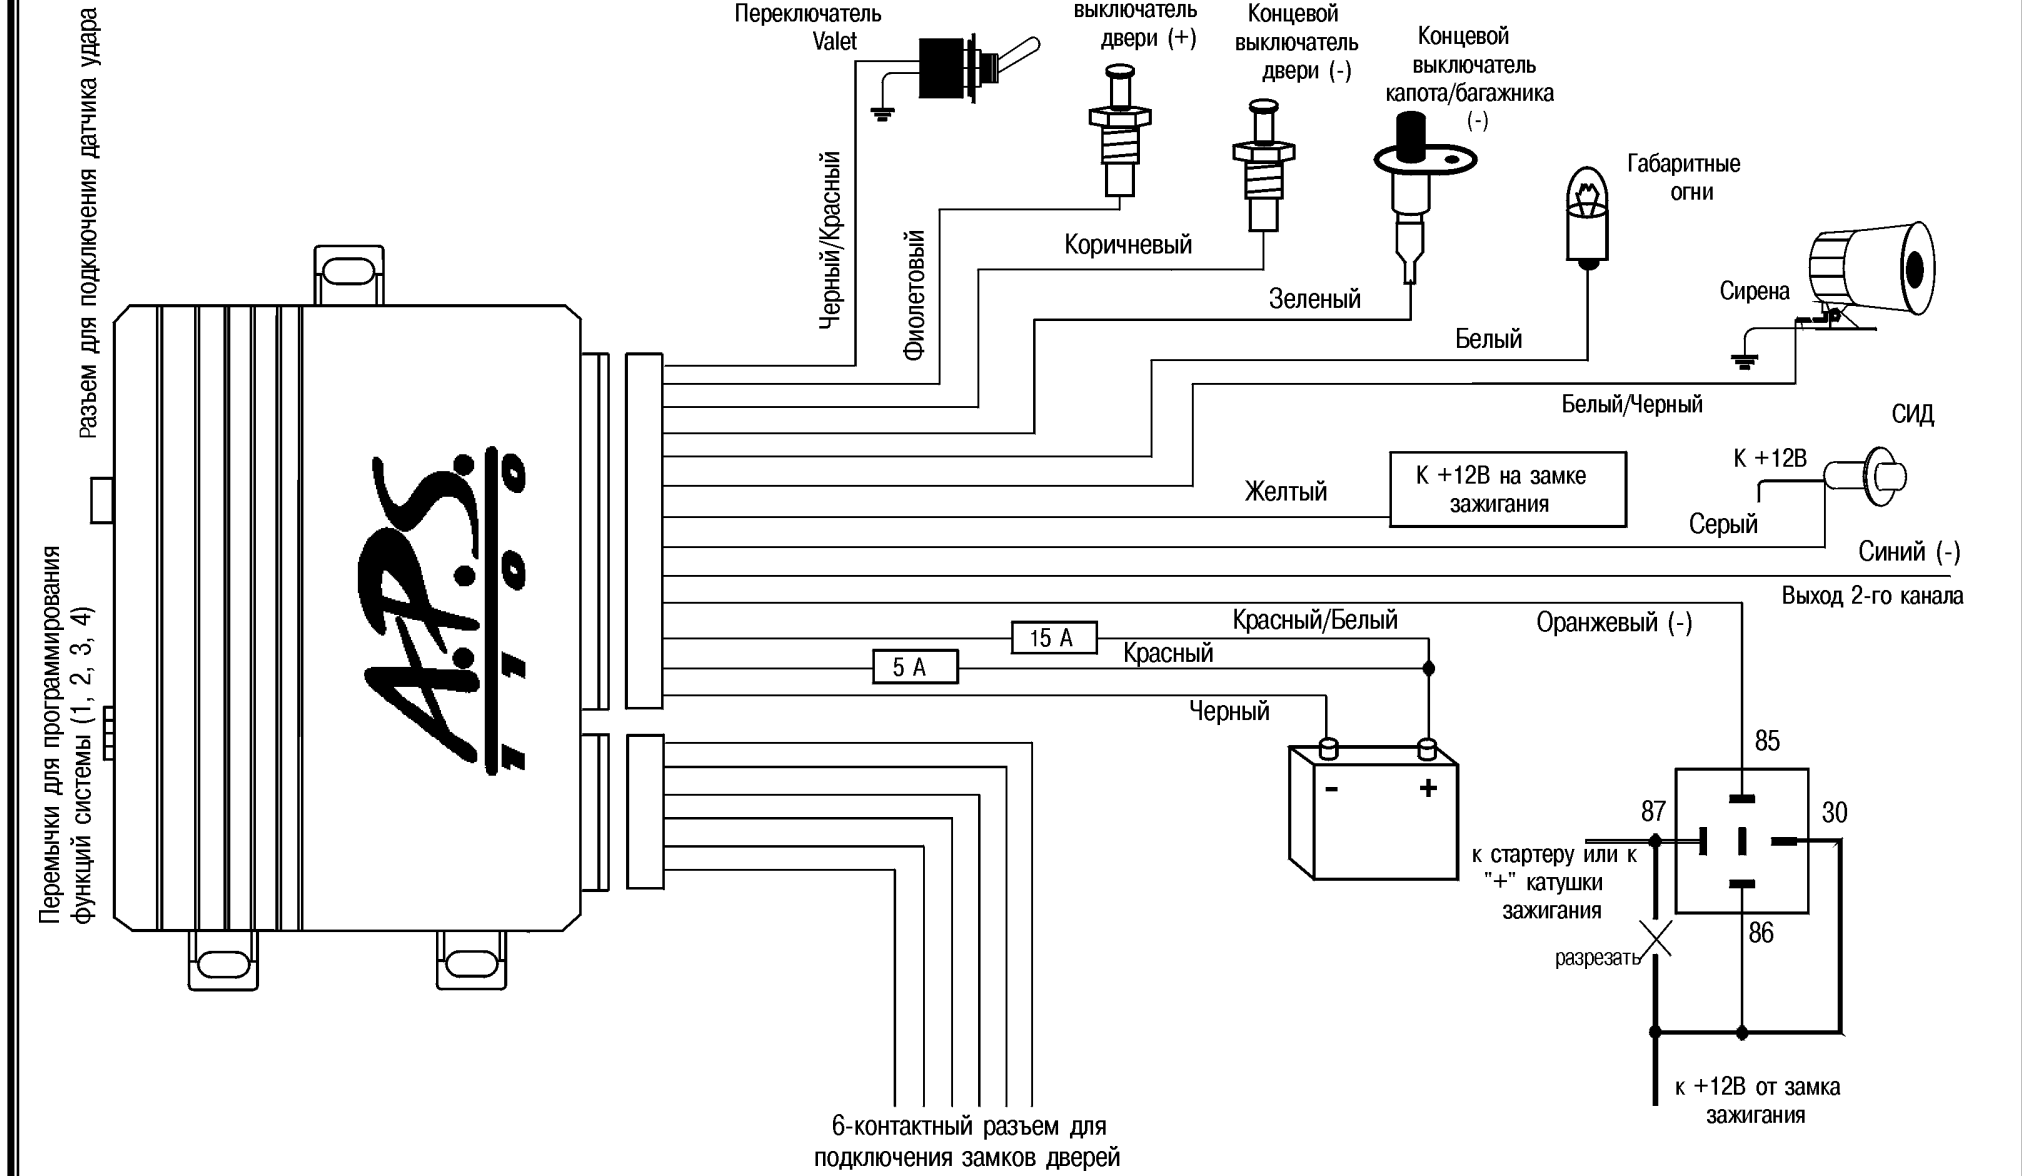 Разъем для подключения датчика удара
Переключатель
Valet
выключатель
двери (+)
Концевой
выключатель
двери (-)
Концевой
выключатель
капота/багажника
(-)
Габаритные
огни
Черный/Красный
Фиолетовый
Коричневый
Зеленый
Белый
Сирена
Белый/Черный
СИД
К +12В
Желтый
К +12В на замке
зажигания
Серый
Синий (-)
Выход 2-го канала
Оранжевый (-)
Красный/Белый
15 А
Красный
5 А
Черный
A.P.S.
1100
Перемычки для программирования
функций системы (1, 2, 3, 4)
- +
85
87
30
86
к стартеру или к
"+" катушки
зажигания
разрезать
к +12В от замка
зажигания
6-контактный разъем для
подключения замков дверей